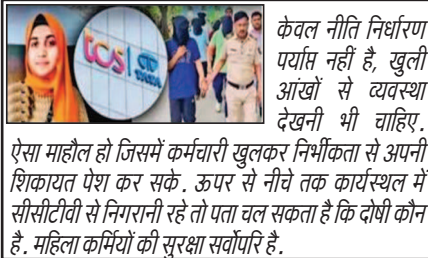 tcs
TATA
केवल नीति निर्धारण
पर्याप्त नहीं है, खुली
आंखों से व्यवस्था
देखनी भी चाहिए.
ऐसा माहौल हो जिसमें कर्मचारी खुलकर निर्भीकता से अपनी
शिकायत पेश कर सके. ऊपर से नीचे तक कार्यस्थल में
सीसीटीवी से निगरानी रहे तो पता चल सकता है कि दोषी कौन
है. महिला कर्मियों की सुरक्षा सर्वोपरि है.